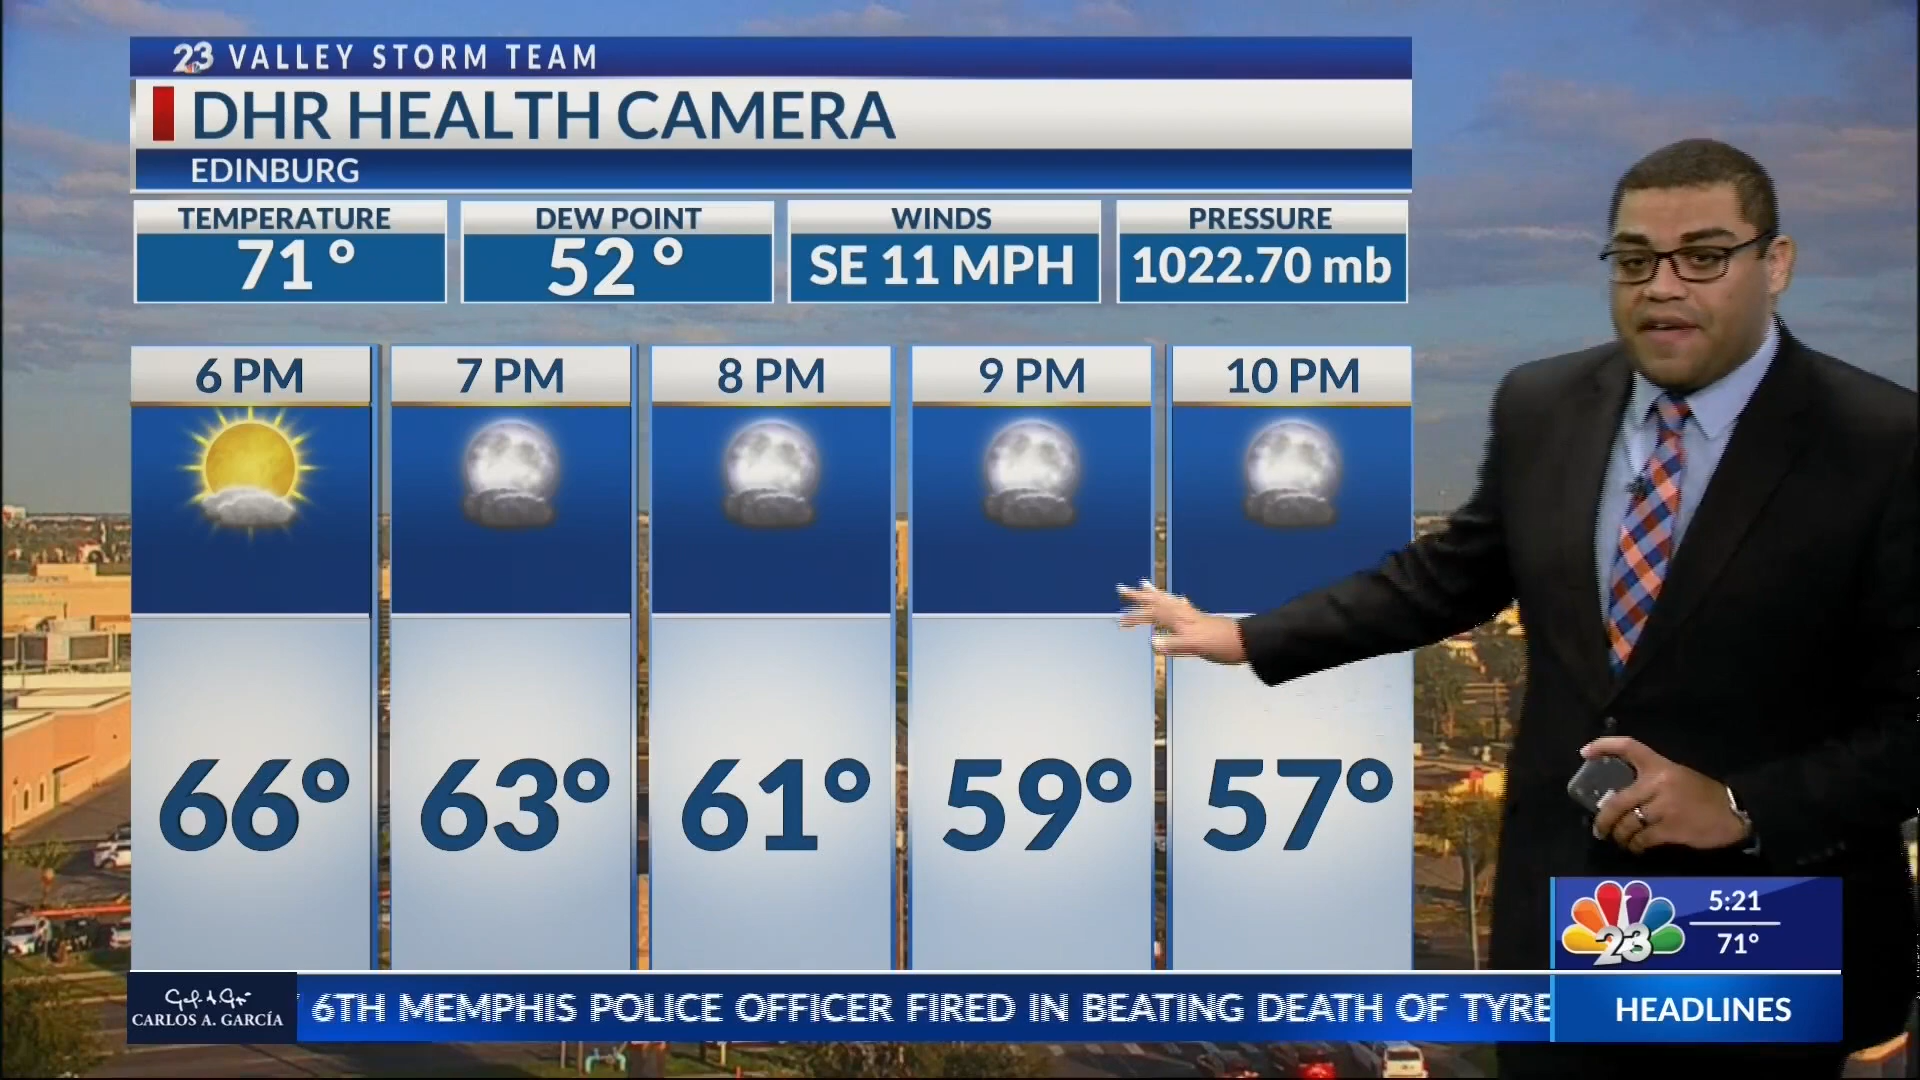 23 VALLEY STORM TEAM
DHR HEALTH CAMERA
EDINBURG
TEMPERATURE
71°
DEW POINT
52°
WINDS
SE 11 MPH
PRESSURE
1022.70 mb
6 PM
7 PM
8 PM
9 PM
10 PM
66°
63°
61°
59°
57°
23
5:21
71°
CARLOS A. GARCÍA
6TH MEMPHIS POLICE OFFICER FIRED IN BEATING DEATH OF TYRE
HEADLINES